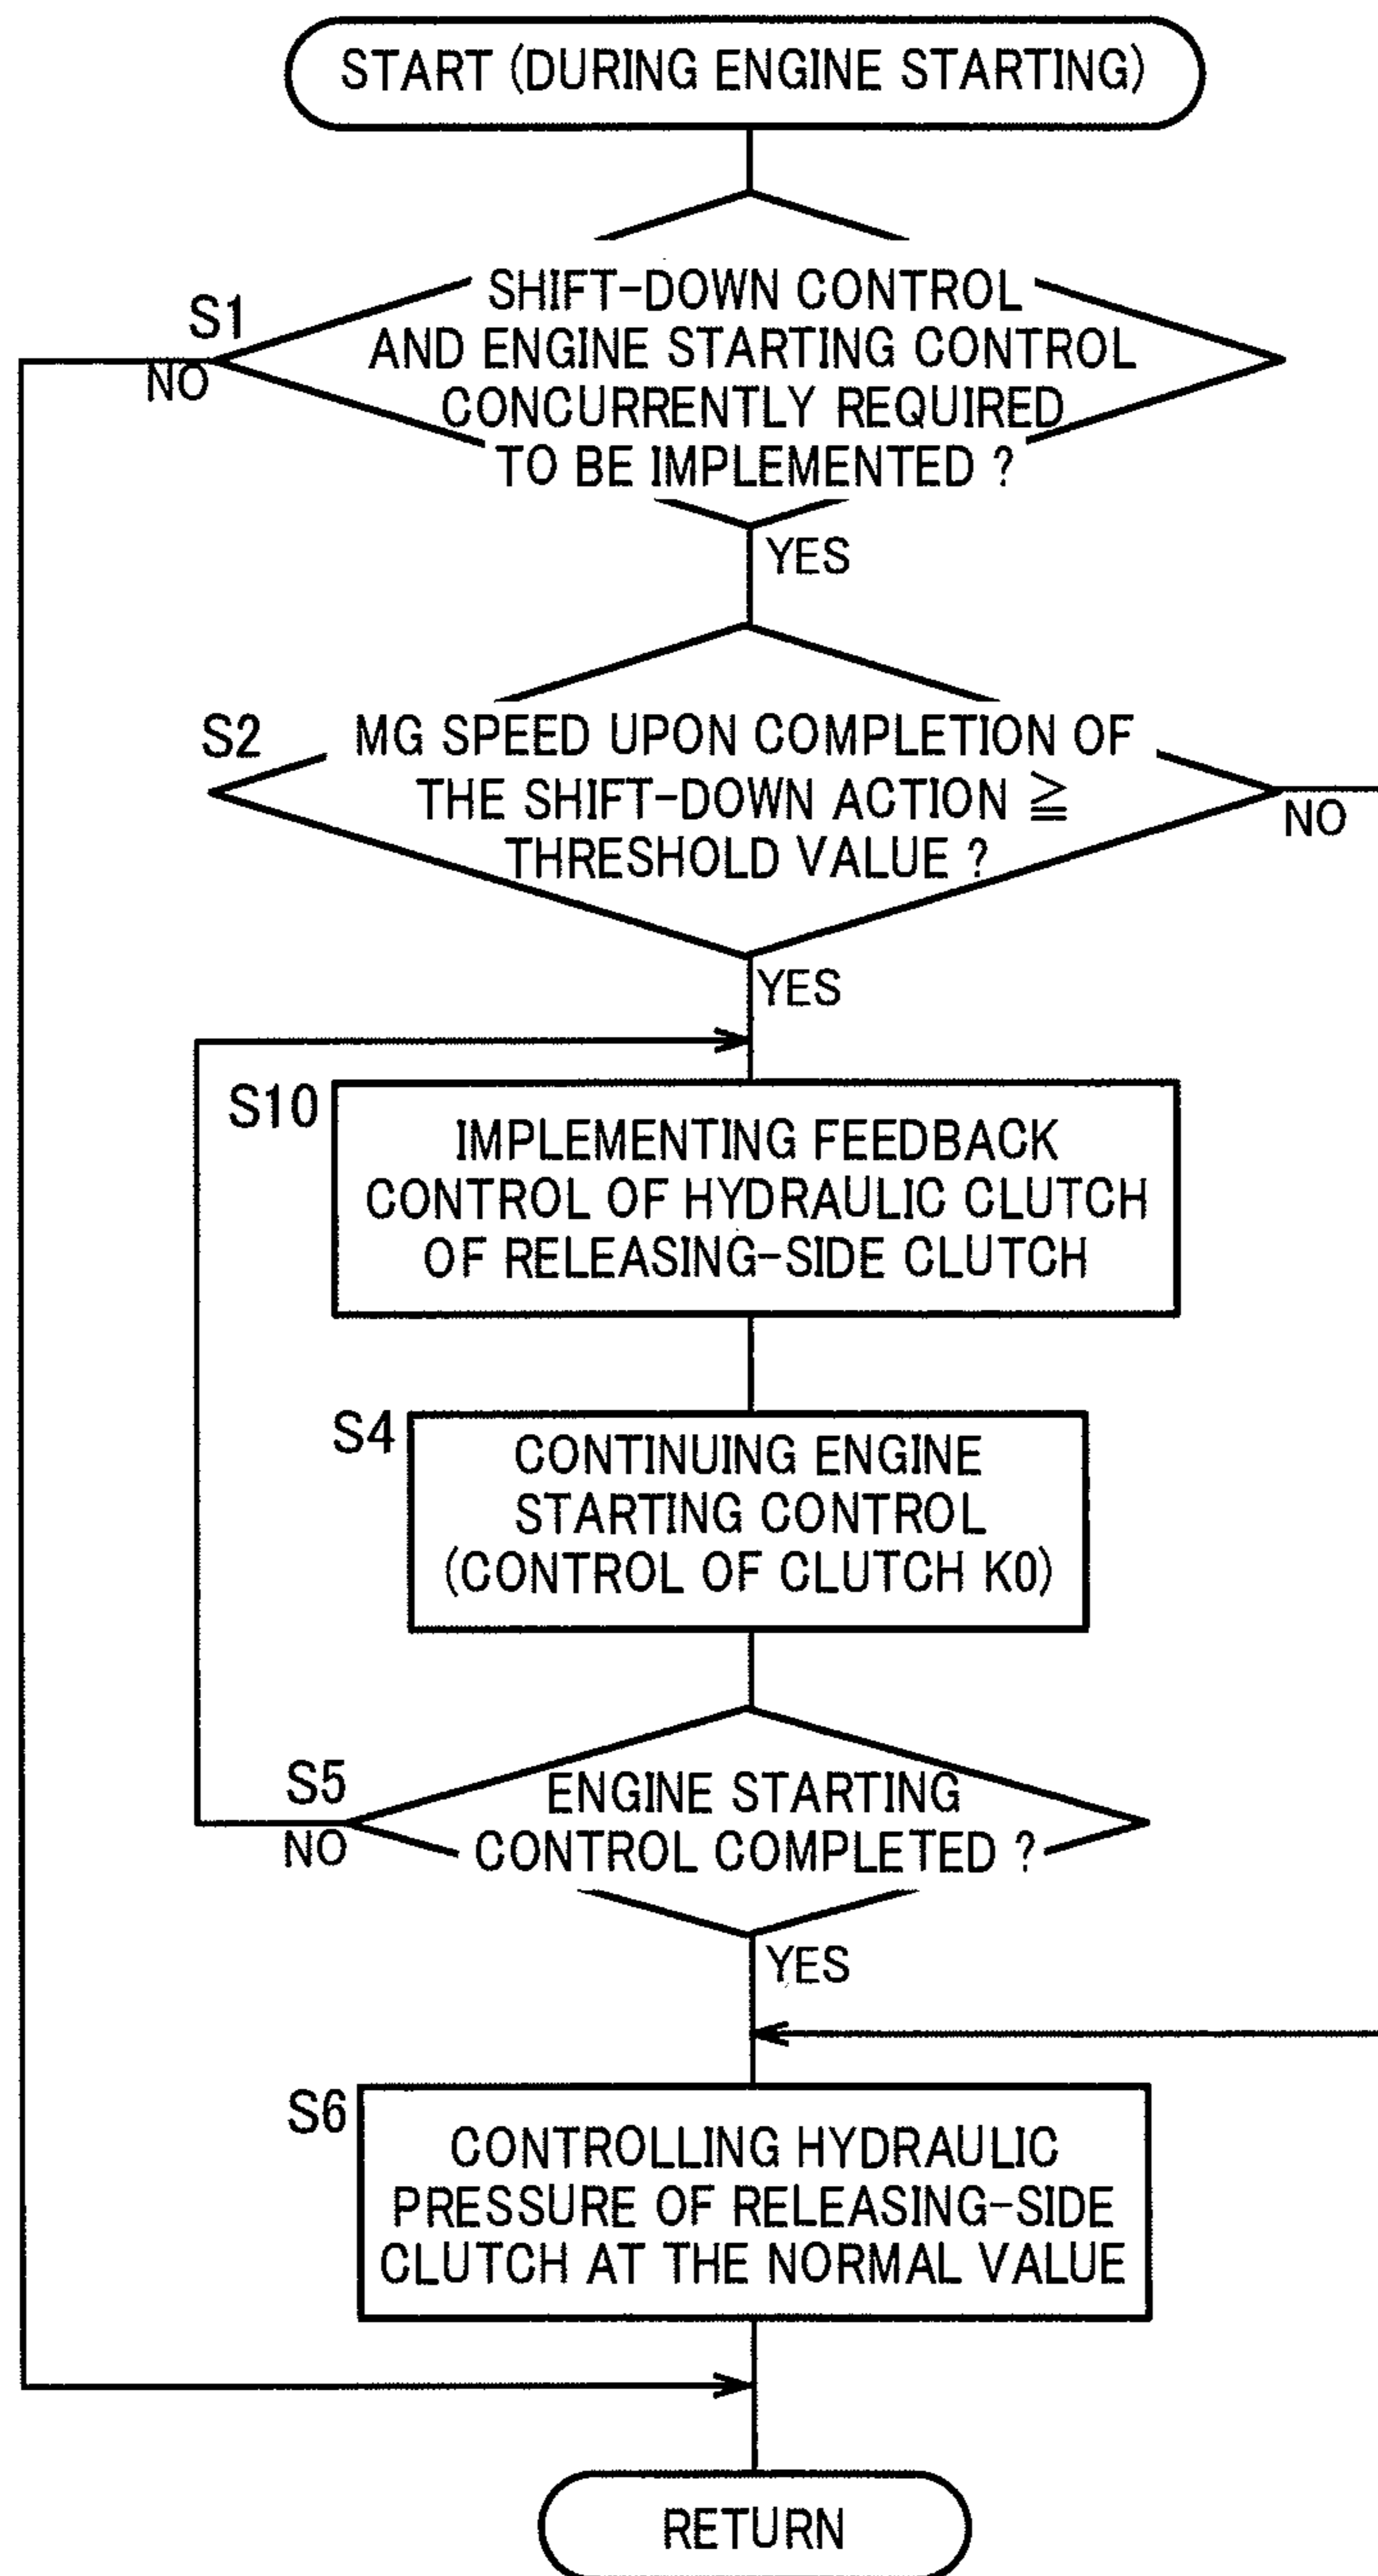 START (DURING ENGINE STARTING)
SHIFT-DOWN CONTROL
S1
AND ENGINE STARTING CONTROL
NO
CONCURRENTLY REQUIRED
TO BE IMPLEMENTED ?
YES
S2
MG SPEED UPON COMPLETION OF
THE SHIFT-DOWN ACTION ≧
NO
THRESHOLD VALUE ?
YES
S10
IMPLEMENTING FEEDBACK
CONTROL OF HYDRAULIC CLUTCH
OF RELEASING-SIDE CLUTCH
S4
CONTINUING ENGINE
STARTING CONTROL
(CONTROL OF CLUTCH K0)
S5
ENGINE STARTING
NO
CONTROL COMPLETED ?
YES
S6
CONTROLLING HYDRAULIC
PRESSURE OF RELEASING-SIDE
CLUTCH AT THE NORMAL VALUE
RETURN